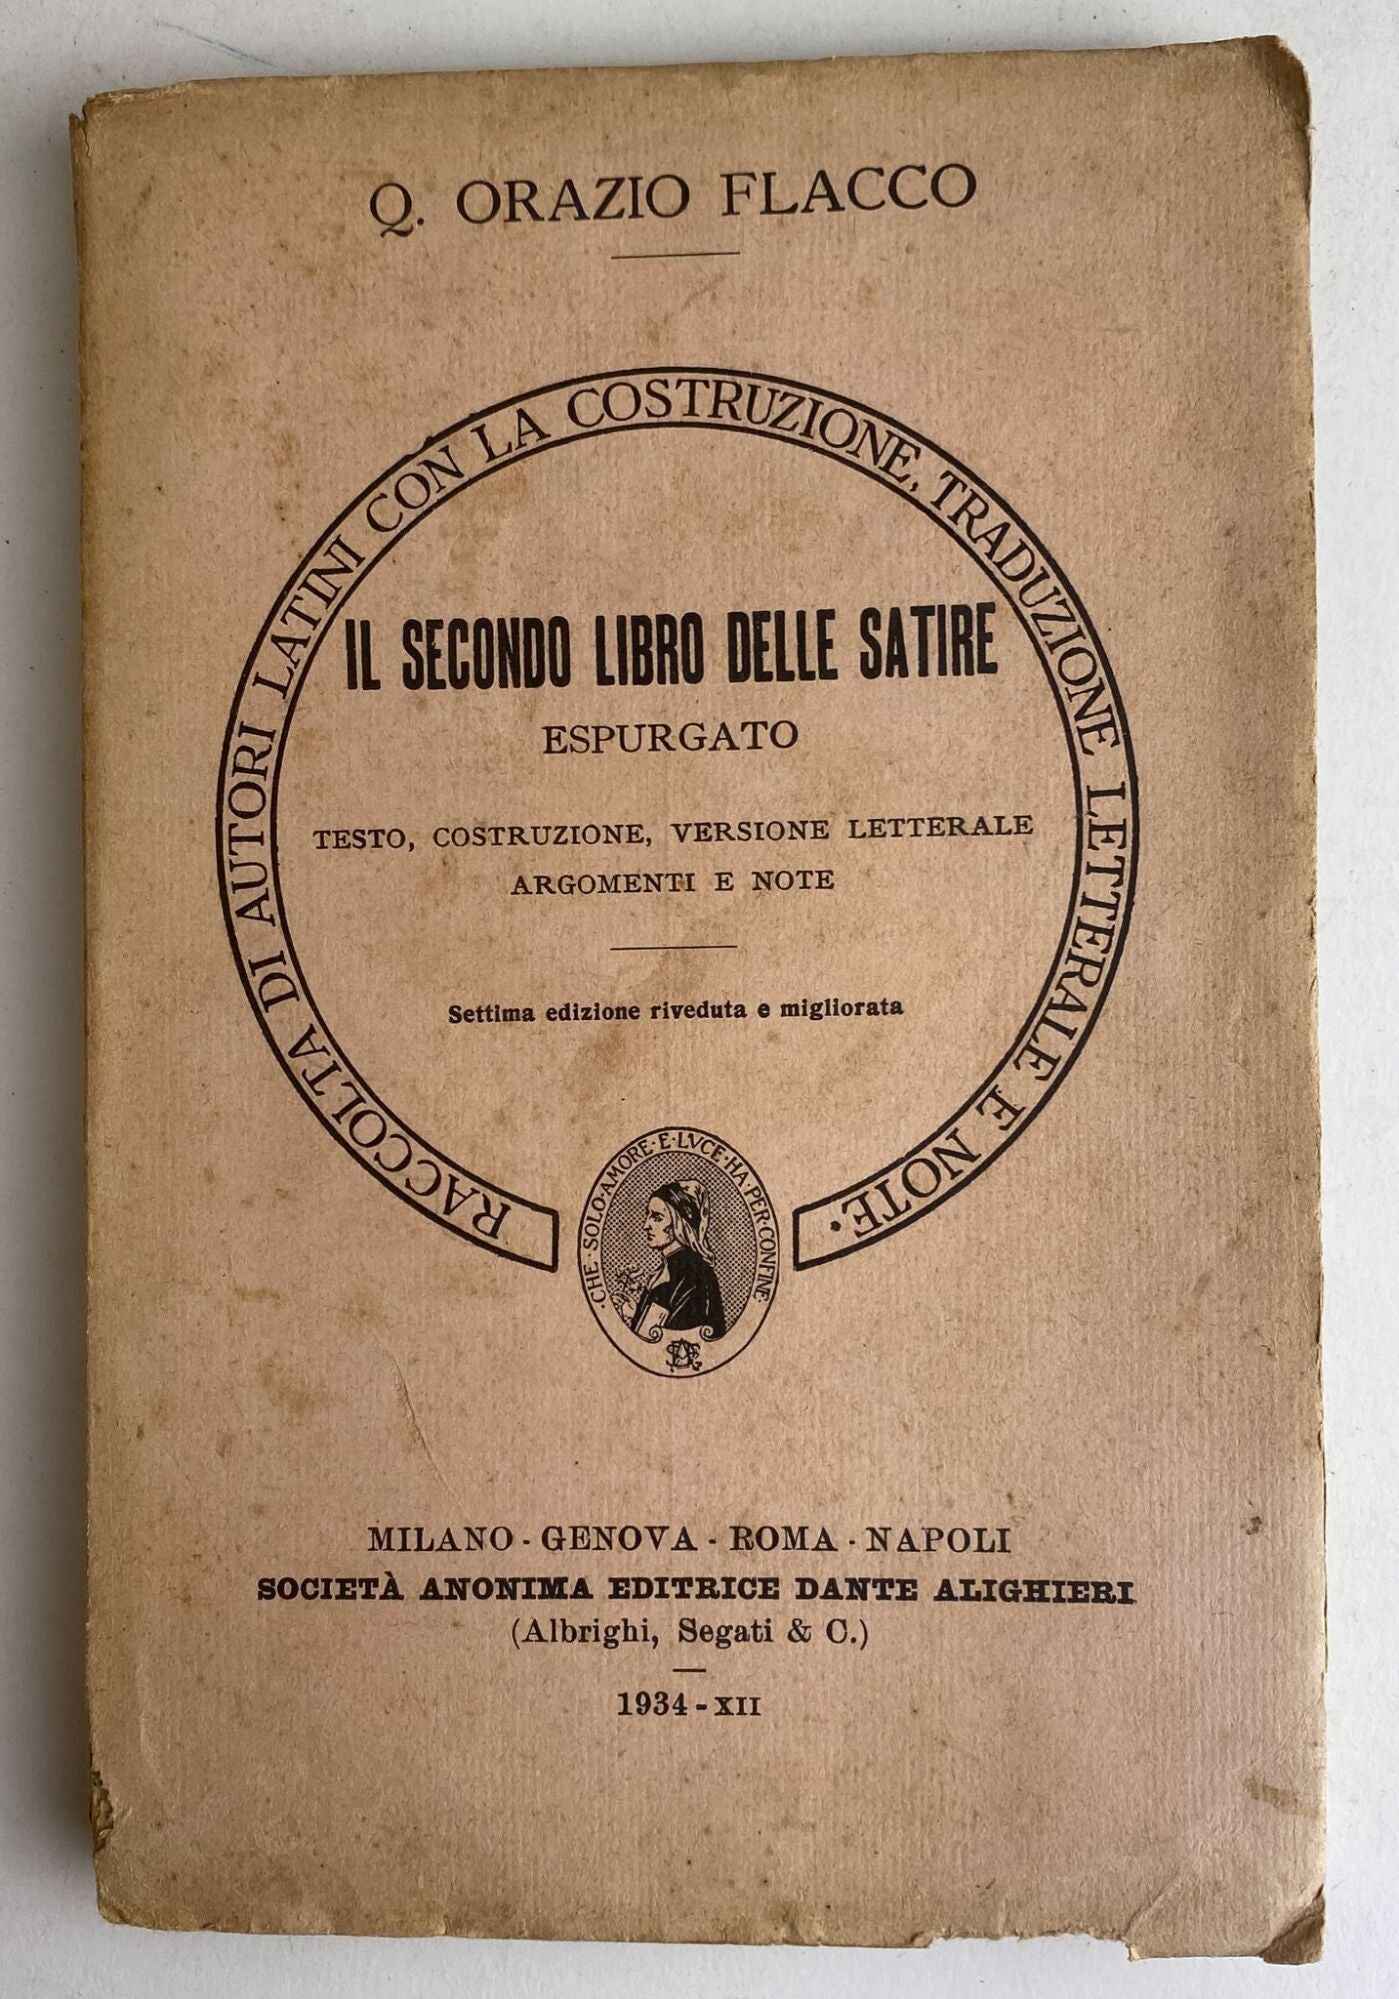 Q. ORAZIO FLACCO
RACCOLTA DI AUTORI LATINI CON LA COSTRUZIONE, TRADUZIONE LETTERALE E NOTE.
IL SECONDO LIBRO DELLE SATIRE
ESPURGATO
TESTO, COSTRUZIONE, VERSIONE LETTERALE
ARGOMENTI E NOTE
Settima edizione riveduta e migliorata
·CHE·SOLO·AMORE·E·LVCE·HA·PER·CONFINE·
MILANO - GENOVA - ROMA - NAPOLI
SOCIETÀ ANONIMA EDITRICE DANTE ALIGHIERI
(Albrighi, Segati & C.)
1934 - XII